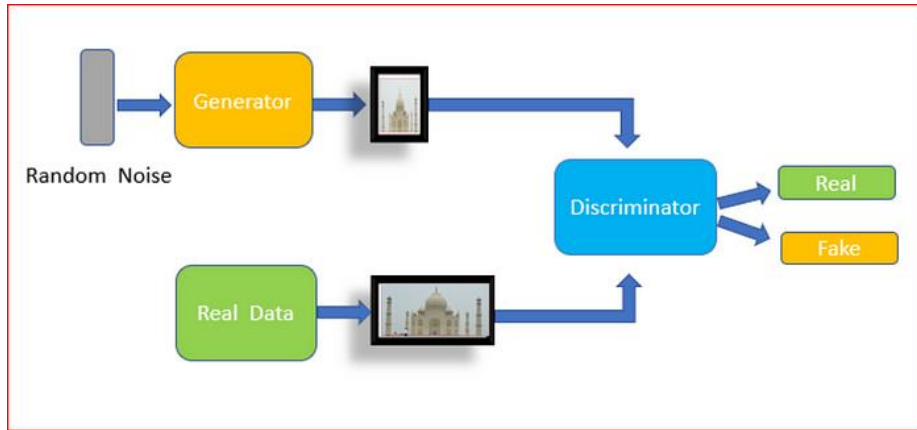 Generator
Random Noise
Discriminator
Real
Fake
Real Data